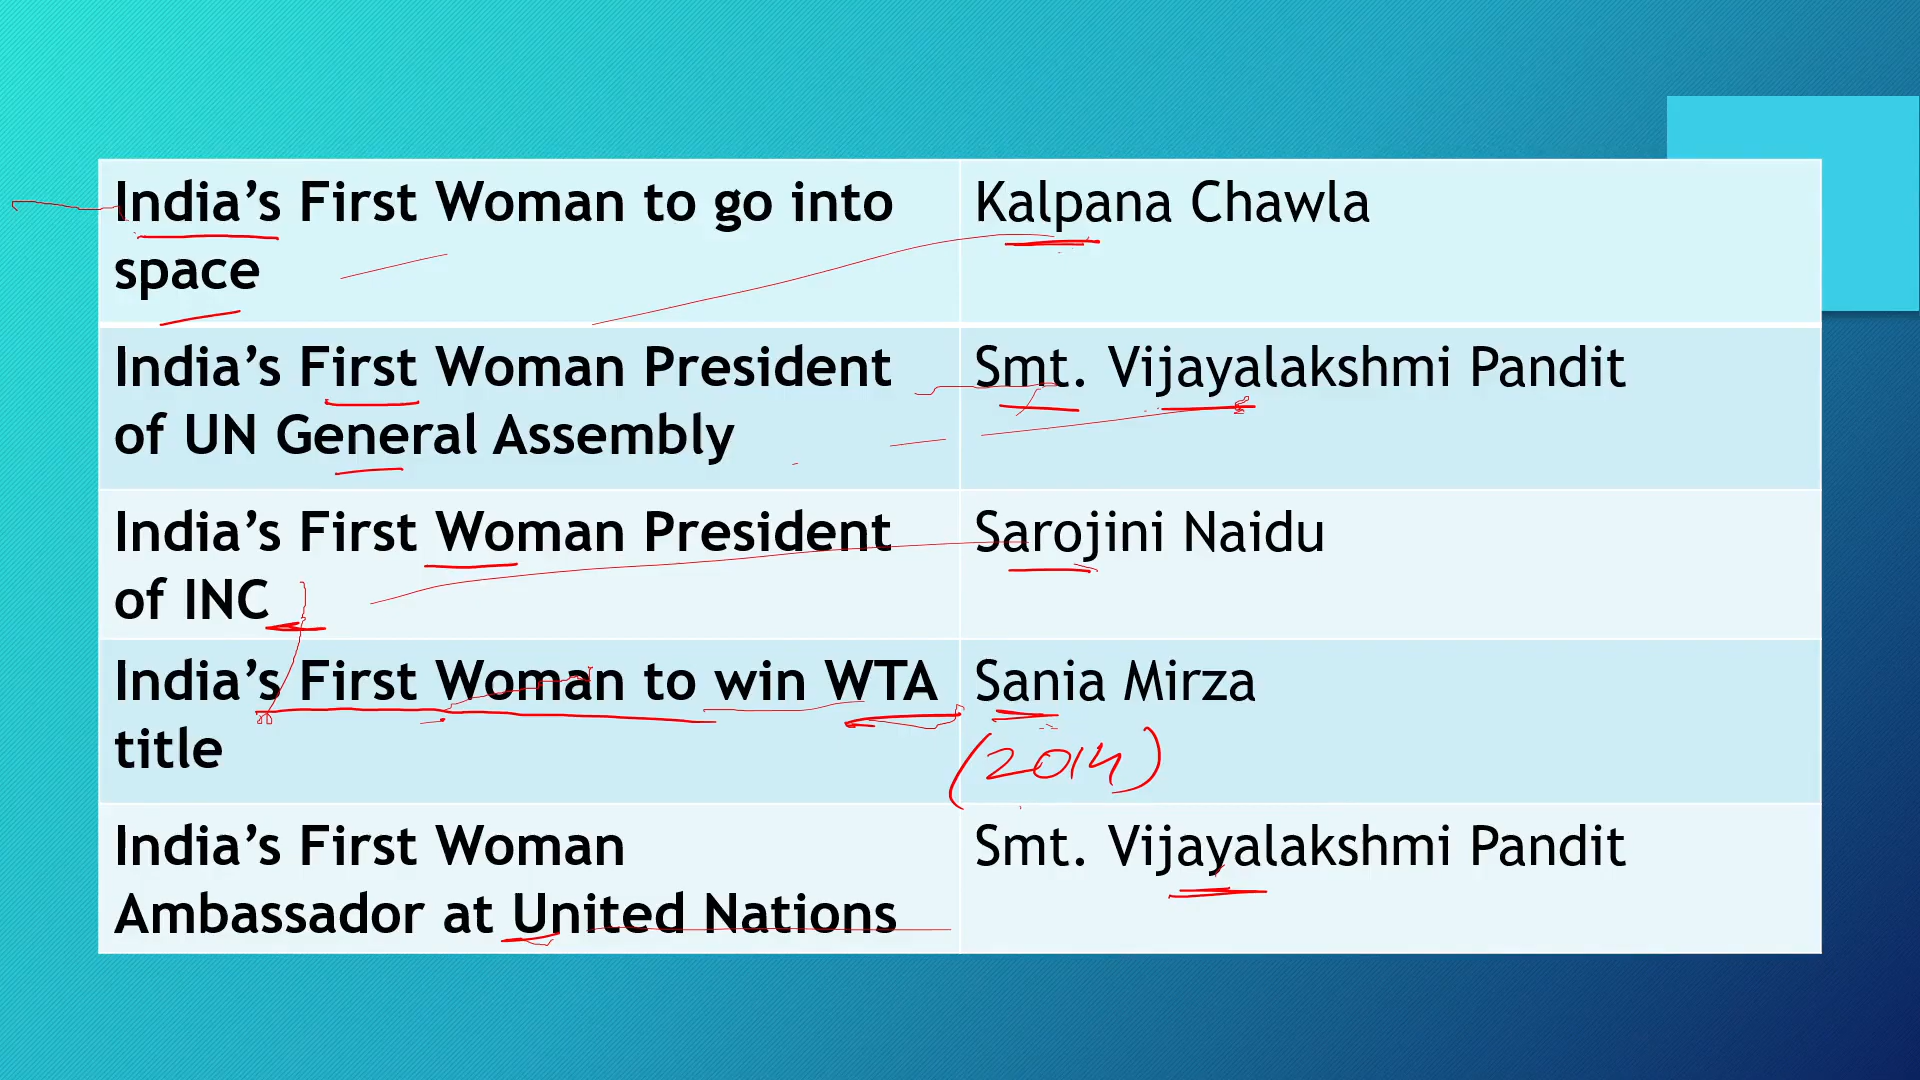 India’s First Woman to go into
space
Kalpana Chawla
India’s First Woman President
of UN General Assembly
Smt. Vijayalakshmi Pandit
India’s First Woman President
of INC
Sarojini Naidu
India’s First Woman to win WTA
title
Sania Mirza
(2014)
India’s First Woman
Ambassador at United Nations
Smt. Vijayalakshmi Pandit